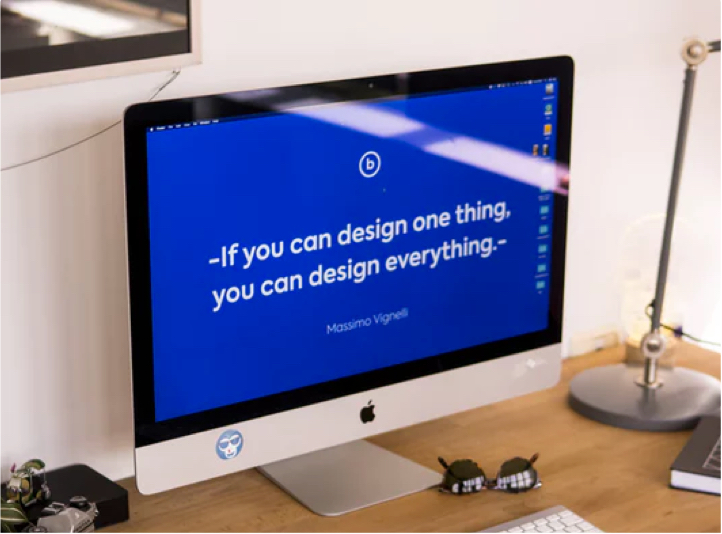 b
-If you can design one thing,
you can design everything.-
Massimo Vignelli